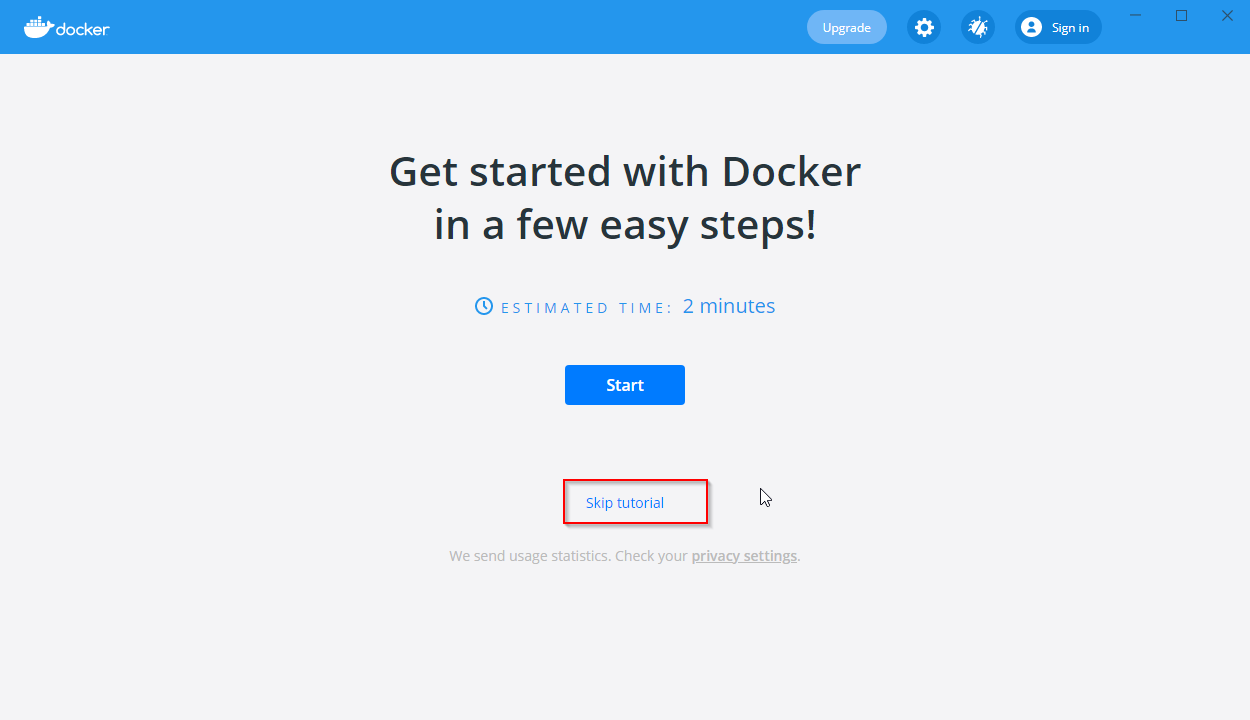 docker
Upgrade
Sign in
Get started with Docker
in a few easy steps!
ESTIMATED TIME: 2 minutes
Start
Skip tutorial
We send usage statistics. Check your privacy settings.